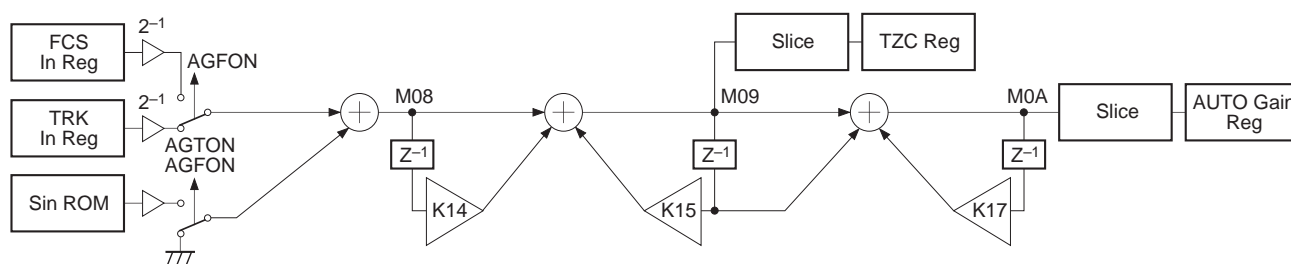 FCS
In Reg
2–1
AGFON
TRK
In Reg
2–1
AGTON
AGFON
Sin ROM
M08
Z–1
K14
Slice
TZC Reg
M09
Z–1
K15
M0A
Z–1
K17
Slice
AUTO Gain
Reg